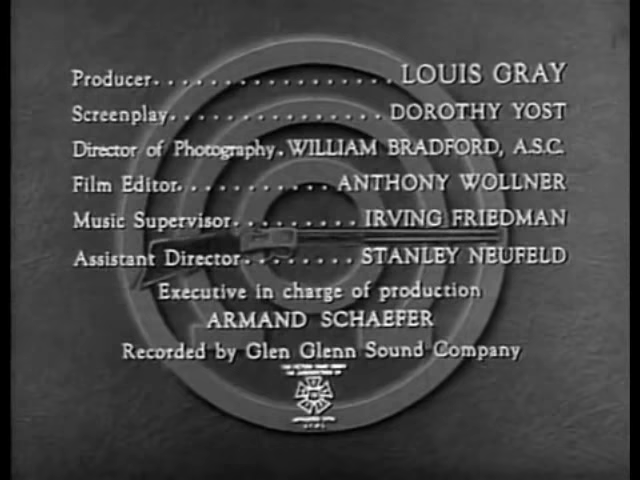 Producer..................LOUIS GRAY
Screenplay................DOROTHY YOST
Director of Photography.WILLIAM BRADFORD, A.S.C.
Film Editor............ANTHONY WOLLNER
Music Supervisor.........IRVING FRIEDMAN
Assistant Director........STANLEY NEUFELD
Executive in charge of production
ARMAND SCHAEFER
Recorded by Glen Glenn Sound Company